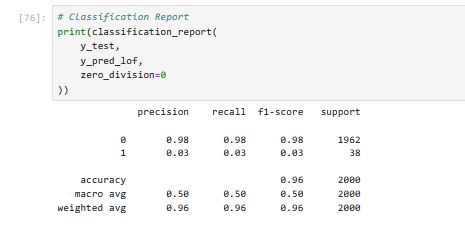 [76]: # Classification Report
print(classification_report(
    y_test,
    y_pred_lof,
    zero_division=0
))
              precision    recall  f1-score   support

           0       0.98      0.98      0.98      1962
           1       0.03      0.03      0.03        38

    accuracy                           0.96      2000
   macro avg       0.50      0.50      0.50      2000
weighted avg       0.96      0.96      0.96      2000